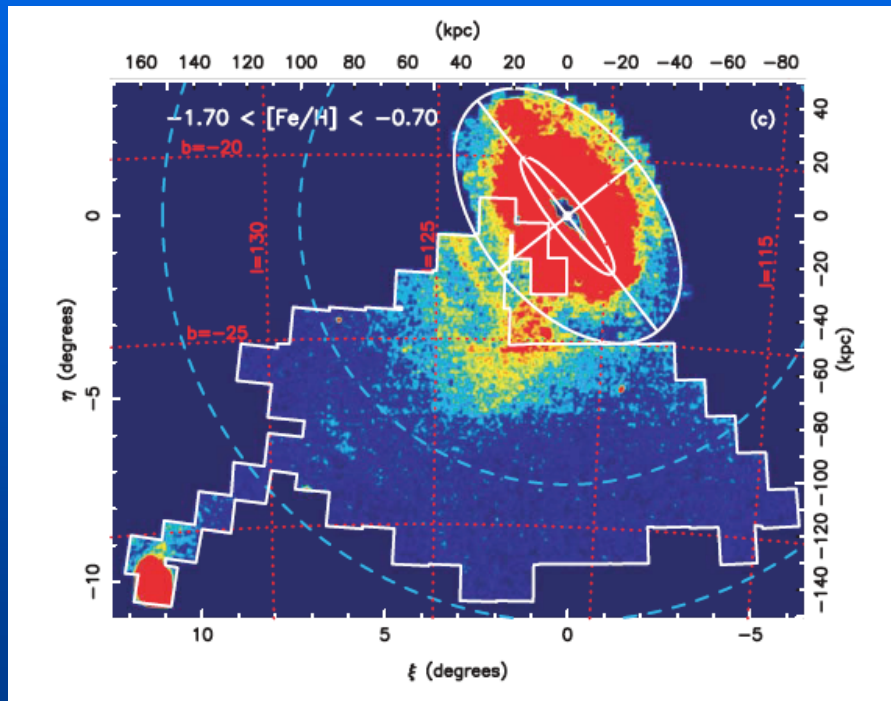 (kpc)
160 140 120 100 80 60 40 20 0 -20 -40 -60 -80
-1.70 < [Fe/H] < -0.70 (c)
40
b=-20
20
0 0
l=130
l=125
l=115
-20
b=-25
-40
(kpc)
η (degrees)
-60
-5
-80
-100
-120
-10
-140
10 5 0 -5
ξ (degrees)